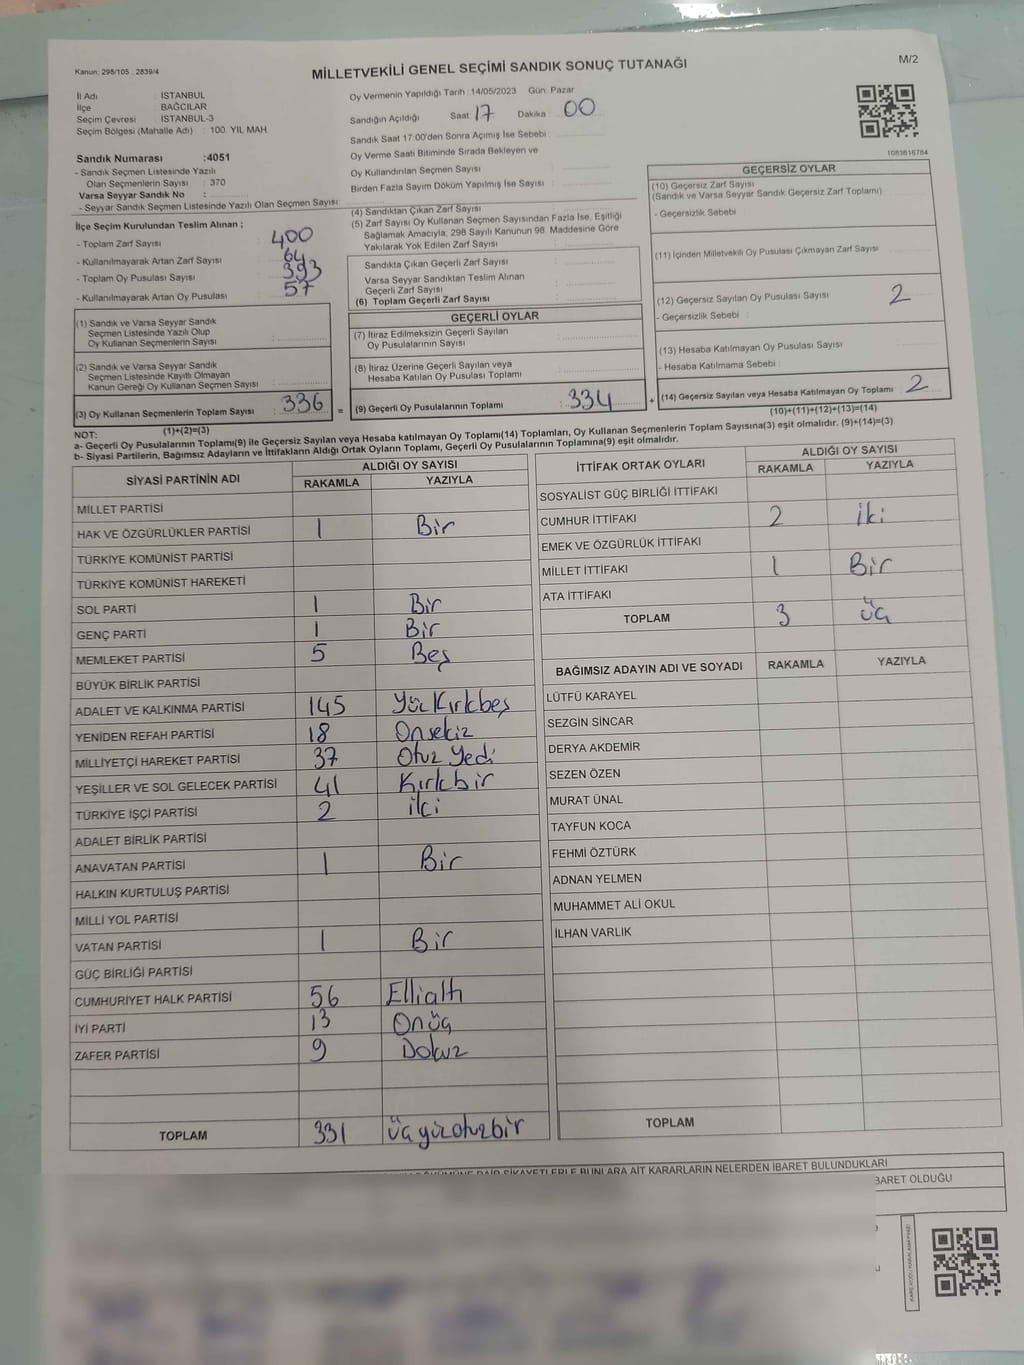 Kanun: 298/105 , 2839/4
MİLLETVEKİLİ GENEL SEÇİMİ SANDIK SONUÇ TUTANAĞI
M/2
İl Adı : İSTANBUL
İlçe : BAĞCILAR
Seçim Çevresi : İSTANBUL-3
Seçim Bölgesi (Mahalle Adı) : 100. YIL MAH
Sandık Numarası :4051
- Sandık Seçmen Listesinde Yazılı
Olan Seçmenlerin Sayısı : 370
Varsa Seyyar Sandık No :
- Seyyar Sandık Seçmen Listesinde Yazılı Olan Seçmen Sayısı :
Oy Vermenin Yapıldığı Tarih : 14/05/2023 Gün: Pazar
Sandığın Açıldığı Saat: 17 Dakika : 00
Sandık Saat 17:00'den Sonra Açımış İse Sebebi :
Oy Verme Saati Bitiminde Sırada Bekleyen ve
Oy Kullandırılan Seçmen Sayısı
Birden Fazla Sayım Döküm Yapılmış İse Sayısı :
1083616784
İlçe Seçim Kurulundan Teslim Alınan ;
- Toplam Zarf Sayısı : 400
- Kullanılmayarak Artan Zarf Sayısı : 64
- Toplam Oy Pusulası Sayısı : 393
- Kullanılmayarak Artan Oy Pusulası : 57
(1) Sandık ve Varsa Seyyar Sandık
Seçmen Listesinde Yazılı Olup
Oy Kullanan Seçmenlerin Sayısı :
(2) Sandık ve Varsa Seyyar Sandık
Seçmen Listesinde Kayıtlı Olmayan
Kanun Gereği Oy Kullanan Seçmen Sayısı :
(3) Oy Kullanan Seçmenlerin Toplam Sayısı : 336
(1)+(2)=(3)
(4) Sandıktan Çıkan Zarf Sayısı :
(5) Zarf Sayısı Oy Kullanan Seçmen Sayısından Fazla İse, Eşitliği
Sağlamak Amacıyla, 298 Sayılı Kanunun 98. Maddesine Göre
Yakılarak Yok Edilen Zarf Sayısı :
Sandıkta Çıkan Geçerli Zarf Sayısı :
Varsa Seyyar Sandıktan Teslim Alınan
Geçerli Zarf Sayısı :
(6) Toplam Geçerli Zarf Sayısı :
GEÇERLİ OYLAR
(7) İtiraz Edilmeksizin Geçerli Sayılan
Oy Pusulalarının Sayısı :
(8) İtiraz Üzerine Geçerli Sayılan veya
Hesaba Katılan Oy Pusulası Toplamı :
= (9) Geçerli Oy Pusulalarının Toplamı : 334
GEÇERSİZ OYLAR
(10) Geçersiz Zarf Sayısı
(Sandık ve Varsa Seyyar Sandık Geçersiz Zarf Toplamı)
- Geçersizlik Sebebi :
(11) İçinden Milletvekili Oy Pusulası Çıkmayan Zarf Sayısı
(12) Geçersiz Sayılan Oy Pusulası Sayısı : 2
- Geçersizlik Sebebi :
(13) Hesaba Katılmayan Oy Pusulası Sayısı :
- Hesaba Katılmama Sebebi :
+ (14) Geçersiz Sayılan veya Hesaba Katılmayan Oy Toplamı : 2
(10)+(11)+(12)+(13)=(14)
NOT:
a- Geçerli Oy Pusulalarının Toplamı(9) ile Geçersiz Sayılan veya Hesaba katılmayan Oy Toplamı(14) Toplamları, Oy Kullanan Seçmenlerin Toplam Sayısına(3) eşit olmalıdır. (9)+(14)=(3)
b- Siyasi Partilerin, Bağımsız Adayların ve İttifakların Aldığı Ortak Oyların Toplamı, Geçerli Oy Pusulalarının Toplamına(9) eşit olmalıdır.
SİYASİ PARTİNİN ADI ALDIĞI OY SAYISI
RAKAMLA YAZIYLA
MİLLET PARTİSİ
HAK VE ÖZGÜRLÜKLER PARTİSİ 1 Bir
TÜRKİYE KOMÜNİST PARTİSİ
TÜRKİYE KOMÜNİST HAREKETİ
SOL PARTİ 1 Bir
GENÇ PARTİ 1 Bir
MEMLEKET PARTİSİ 5 Beş
BÜYÜK BİRLİK PARTİSİ
ADALET VE KALKINMA PARTİSİ 145 Yüz Kırkbeş
YENİDEN REFAH PARTİSİ 18 Onsekiz
MİLLİYETÇİ HAREKET PARTİSİ 37 Otuz Yedi
YEŞİLLER VE SOL GELECEK PARTİSİ 41 Kırkbir
TÜRKİYE İŞÇİ PARTİSİ 2 iki
ADALET BİRLİK PARTİSİ
ANAVATAN PARTİSİ 1 Bir
HALKIN KURTULUŞ PARTİSİ
MİLLİ YOL PARTİSİ
VATAN PARTİSİ 1 Bir
GÜÇ BİRLİĞİ PARTİSİ
CUMHURİYET HALK PARTİSİ 56 Ellialtı
İYİ PARTİ 13 Onüç
ZAFER PARTİSİ 9 Dokuz
TOPLAM 331 üçyüzotuzbir
İTTİFAK ORTAK OYLARI ALDIĞI OY SAYISI
RAKAMLA YAZIYLA
SOSYALİST GÜÇ BİRLİĞİ İTTİFAKI
CUMHUR İTTİFAKI 2 iki
EMEK VE ÖZGÜRLÜK İTTİFAKI
MİLLET İTTİFAKI 1 Bir
ATA İTTİFAKI
TOPLAM 3 üç
BAĞIMSIZ ADAYIN ADI VE SOYADI RAKAMLA YAZIYLA
LÜTFÜ KARAYEL
SEZGİN SİNCAR
DERYA AKDEMİR
SEZEN ÖZEN
MURAT ÜNAL
TAYFUN KOCA
FEHMİ ÖZTÜRK
ADNAN YELMEN
MUHAMMET ALİ OKUL
İLHAN VARLIK
TOPLAM
DAİR ŞİKAYETLERLE BUNLARA AİT KARARLARIN NELERDEN İBARET BULUNDUKLARI
BARET OLDUĞU